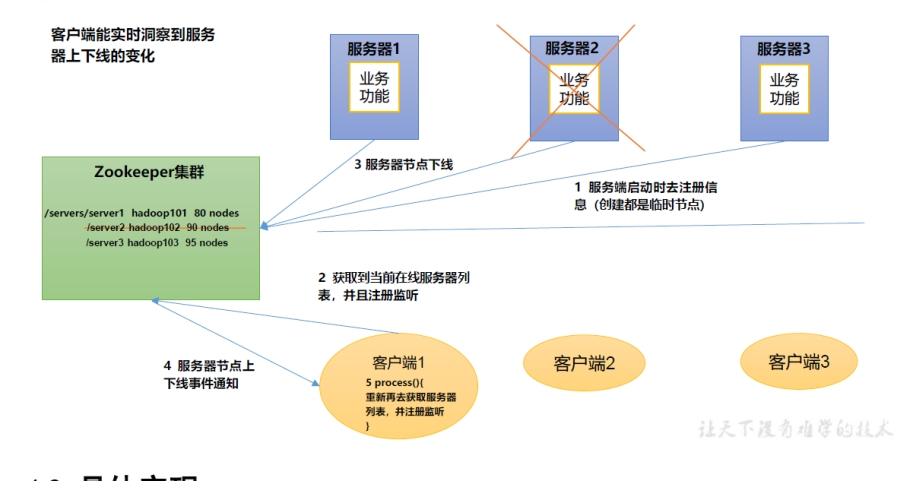 客户端能实时洞察到服务
器上下线的变化
服务器1
业务
功能
服务器2
业务
功能
服务器3
业务
功能
3 服务器节点下线
1 服务端启动时去注册信
息（创建都是临时节点)
Zookeeper集群
/servers/server1 hadoop101 80 nodes
/server2 hadoop102 90 nodes
/server3 hadoop103 95 nodes
2 获取到当前在线服务器列
表，并且注册监听
4 服务器节点上
下线事件通知
客户端1
5 process(){
重新再去获取服务器
列表，并注册监听
}
客户端2
客户端3
让天下没有难学的技术